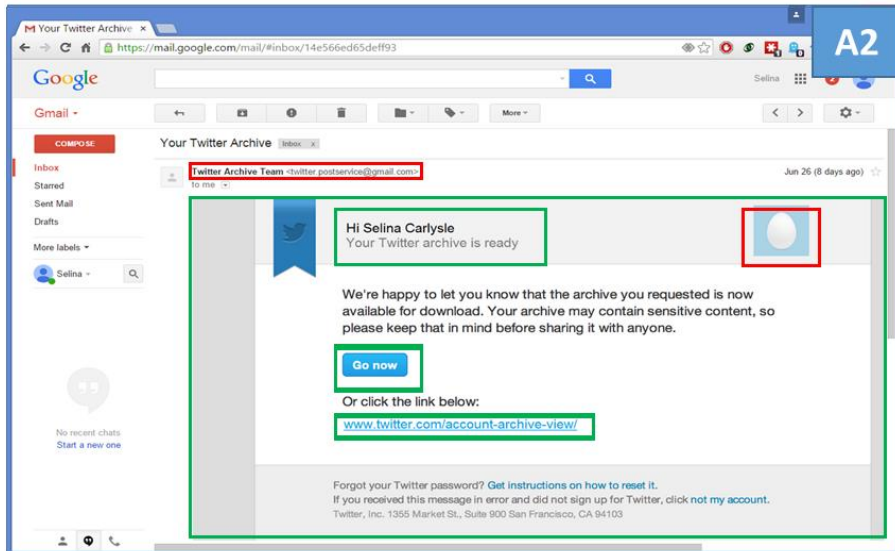 Your Twitter Archive
A2
https://mail.google.com/mail/#inbox/14e566ed65deff93
Google
Selina
Gmail
More
COMPOSE
Your Twitter Archive Inbox x
Inbox
Starred
Sent Mail
Drafts
More labels
Selina
Twitter Archive Team <twitter.postservice@gmail.com>
to me
Jun 26 (8 days ago)
Hi Selina Carlysle
Your Twitter archive is ready
We're happy to let you know that the archive you requested is now
available for download. Your archive may contain sensitive content, so
please keep that in mind before sharing it with anyone.
Go now
Or click the link below:
www.twitter.com/account-archive-view/
No recent chats
Start a new one
Forgot your Twitter password? Get instructions on how to reset it.
If you received this message in error and did not sign up for Twitter, click not my account.
Twitter, Inc. 1355 Market St., Suite 900 San Francisco, CA 94103